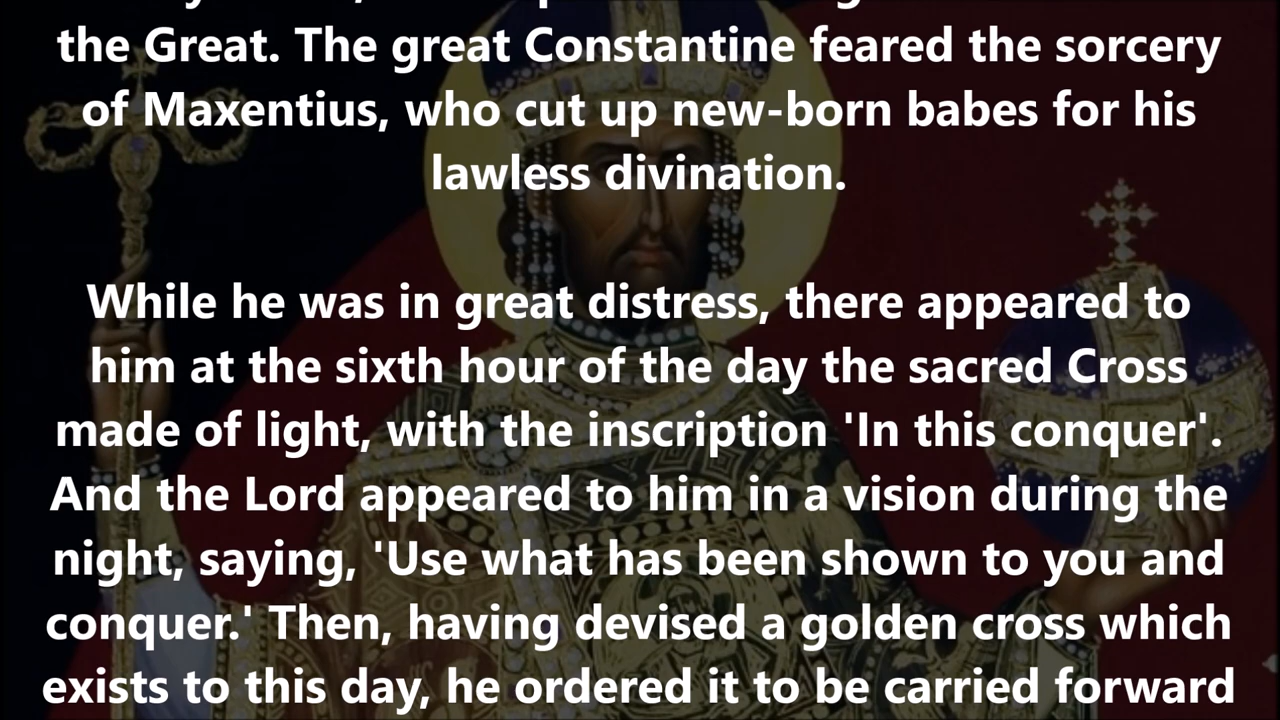 the Great. The great Constantine feared the sorcery
of Maxentius, who cut up new-born babes for his
lawless divination.
While he was in great distress, there appeared to
him at the sixth hour of the day the sacred Cross
made of light, with the inscription 'In this conquer'.
And the Lord appeared to him in a vision during the
night, saying, 'Use what has been shown to you and
conquer.' Then, having devised a golden cross which
exists to this day, he ordered it to be carried forward